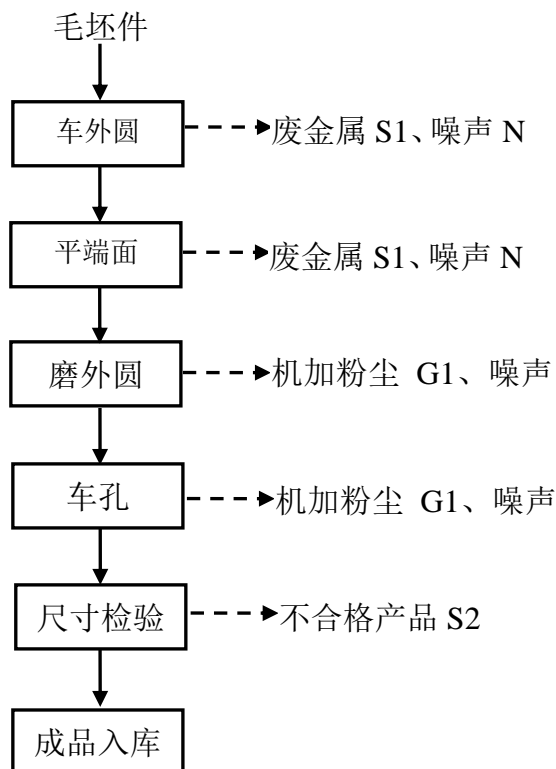 毛坯件
车外圆
废金属 S1、噪声 N
平端面
废金属 S1、噪声 N
磨外圆
机加粉尘 G1、噪声
车孔
机加粉尘 G1、噪声
尺寸检验
不合格产品 S2
成品入库